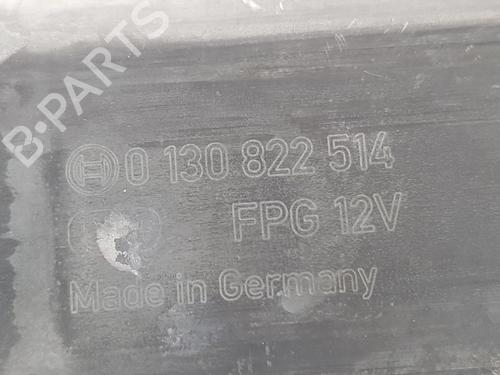 B-PARTS
0 130 822 514
FPG 12V
Made in Germany